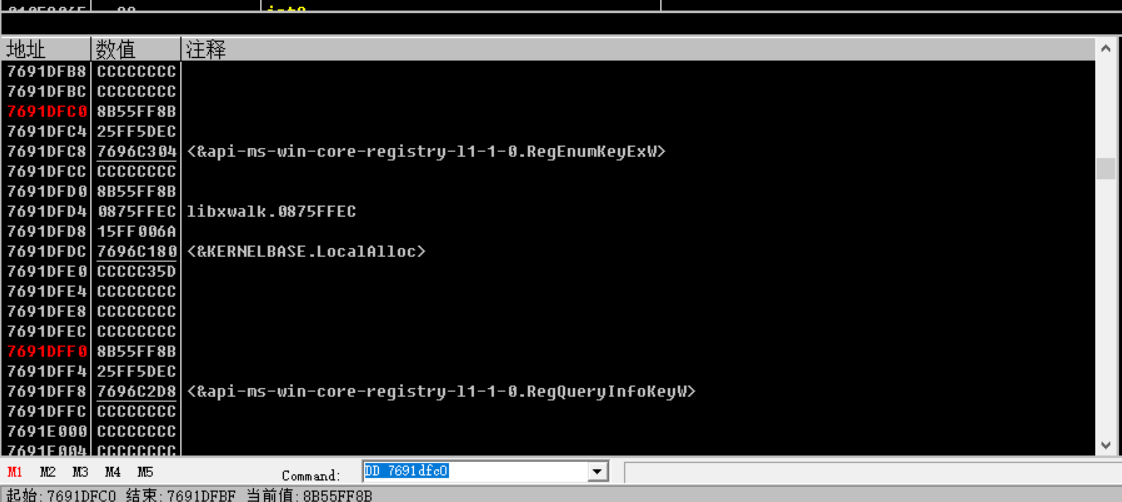 地址 数值 注释
7691DFB8 CCCCCCCC
7691DFBC CCCCCCCC
7691DFC0 8B55FF8B
7691DFC4 25FF5DEC
7691DFC8 7696C304 <&api-ms-win-core-registry-l1-1-0.RegEnumKeyExW>
7691DFCC CCCCCCCC
7691DFD0 8B55FF8B
7691DFD4 0875FFEC libxwalk.0875FFEC
7691DFD8 15FF006A
7691DFDC 7696C180 <&KERNELBASE.LocalAlloc>
7691DFE0 CCCCC35D
7691DFE4 CCCCCCCC
7691DFE8 CCCCCCCC
7691DFEC CCCCCCCC
7691DFF0 8B55FF8B
7691DFF4 25FF5DEC
7691DFF8 7696C2D8 <&api-ms-win-core-registry-l1-1-0.RegQueryInfoKeyW>
7691DFFC CCCCCCCC
7691E000 CCCCCCCC
7691E004 CCCCCCCC
M1 M2 M3 M4 M5 Command: DD 7691dfc0
起始:7691DFC0 结束:7691DFBF 当前值:8B55FF8B